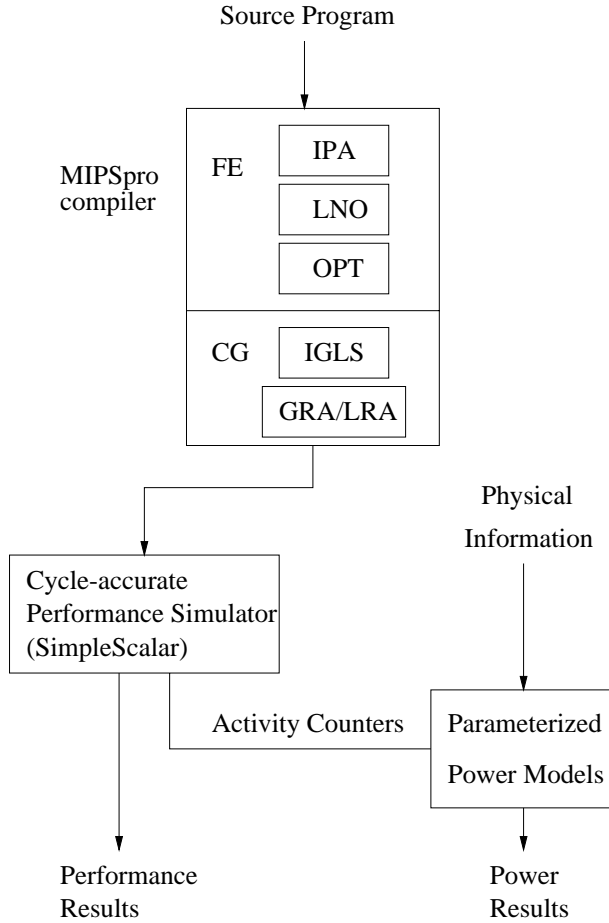 Source Program
MIPSpro
compiler
FE
IPA
LNO
OPT
CG
IGLS
GRA/LRA
Physical
Information
Cycle-accurate
Performance Simulator
(SimpleScalar)
Activity Counters
Parameterized
Power Models
Performance
Results
Power
Results